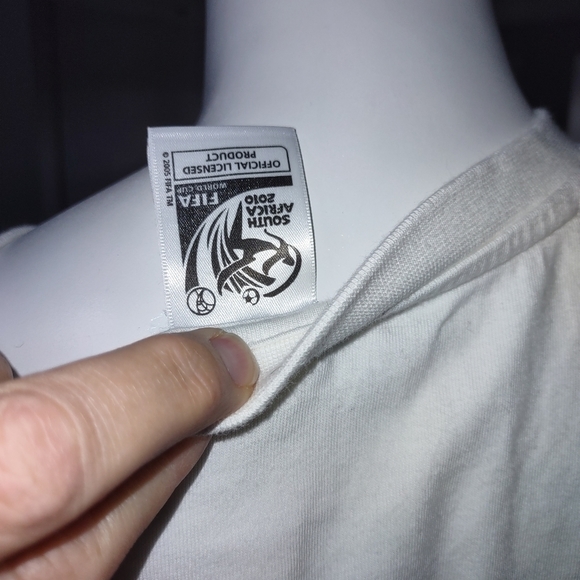 SOUTH
AFRICA
2010
FIFA
WORLD CUP
OFFICIAL LICENSED
PRODUCT
© 2005 FIFA TM